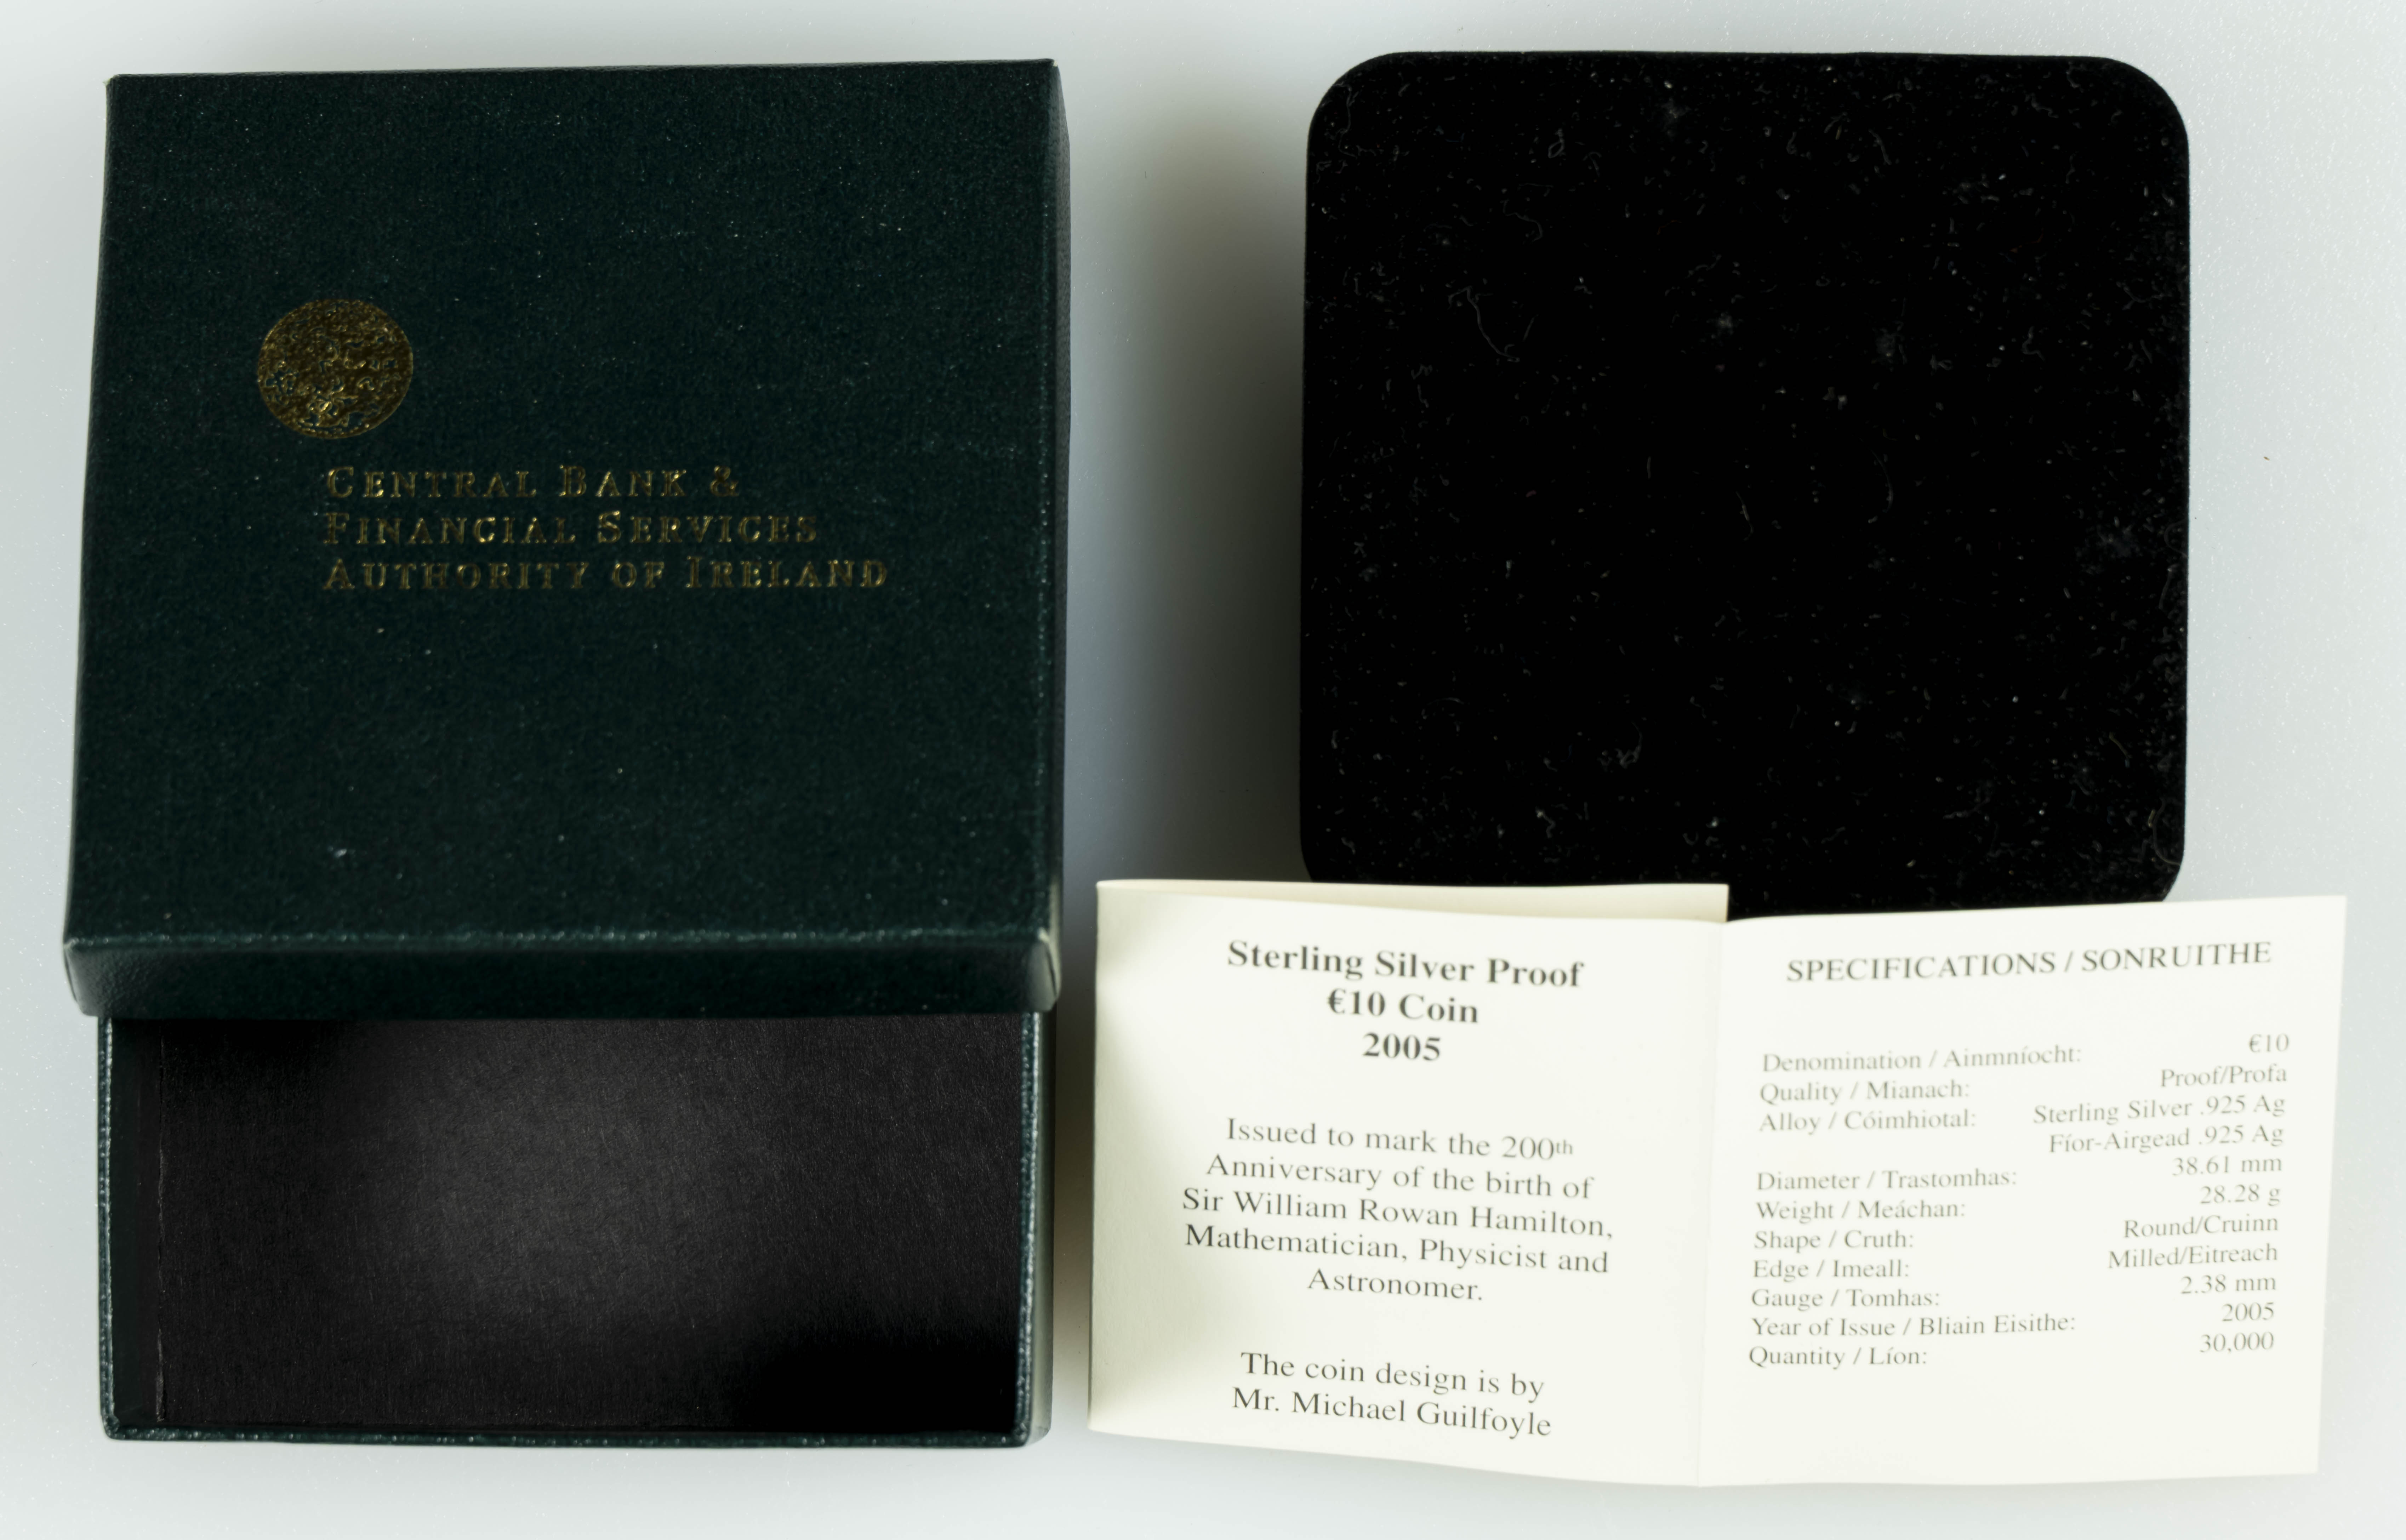 CENTRAL BANK &
FINANCIAL SERVICES
AUTHORITY OF IRELAND
Sterling Silver Proof
€10 Coin
2005
Issued to mark the 200th
Anniversary of the birth of
Sir William Rowan Hamilton,
Mathematician, Physicist and
Astronomer.
The coin design is by
Mr. Michael Guilfoyle
SPECIFICATIONS / SONRUITHE
Denomination / Ainmníocht: €10
Quality / Mianach: Proof/Profa
Alloy / Cóimhiotal: Sterling Silver .925 Ag
Fíor-Airgead .925 Ag
Diameter / Trastomhas: 38.61 mm
Weight / Meáchan: 28.28 g
Shape / Cruth: Round/Cruinn
Edge / Imeall: Milled/Eitreach
Gauge / Tomhas: 2.38 mm
Year of Issue / Bliain Eisithe: 2005
Quantity / Líon: 30,000